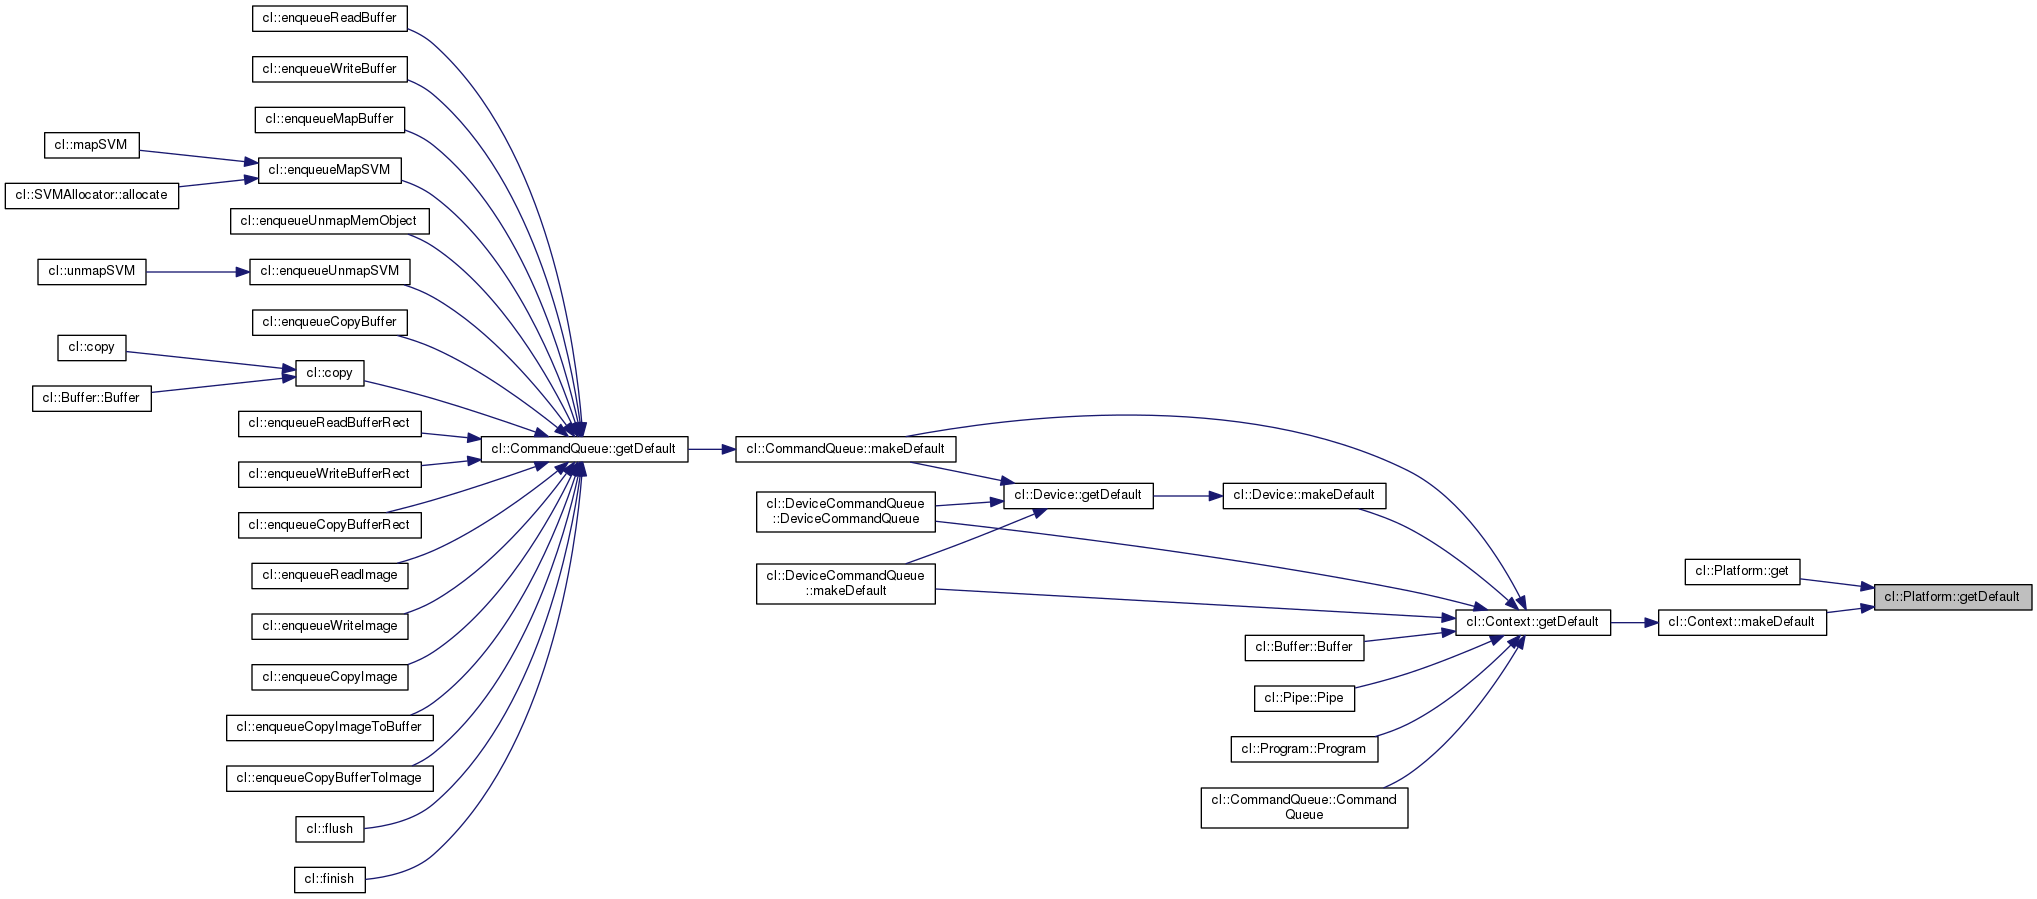 cl::enqueueReadBuffer
cl::enqueueWriteBuffer
cl::enqueueMapBuffer
cl::mapSVM
cl::enqueueMapSVM
cl::SVMAllocator::allocate
cl::enqueueUnmapMemObject
cl::unmapSVM
cl::enqueueUnmapSVM
cl::enqueueCopyBuffer
cl::copy
cl::copy
cl::Buffer::Buffer
cl::enqueueReadBufferRect
cl::CommandQueue::getDefault
cl::CommandQueue::makeDefault
cl::enqueueWriteBufferRect
cl::enqueueCopyBufferRect
cl::DeviceCommandQueue
::DeviceCommandQueue
cl::Device::getDefault
cl::Device::makeDefault
cl::enqueueReadImage
cl::DeviceCommandQueue
::makeDefault
cl::Platform::get
cl::Platform::getDefault
cl::enqueueWriteImage
cl::Context::getDefault
cl::Context::makeDefault
cl::Buffer::Buffer
cl::enqueueCopyImage
cl::Pipe::Pipe
cl::enqueueCopyImageToBuffer
cl::Program::Program
cl::enqueueCopyBufferToImage
cl::CommandQueue::Command
Queue
cl::flush
cl::finish